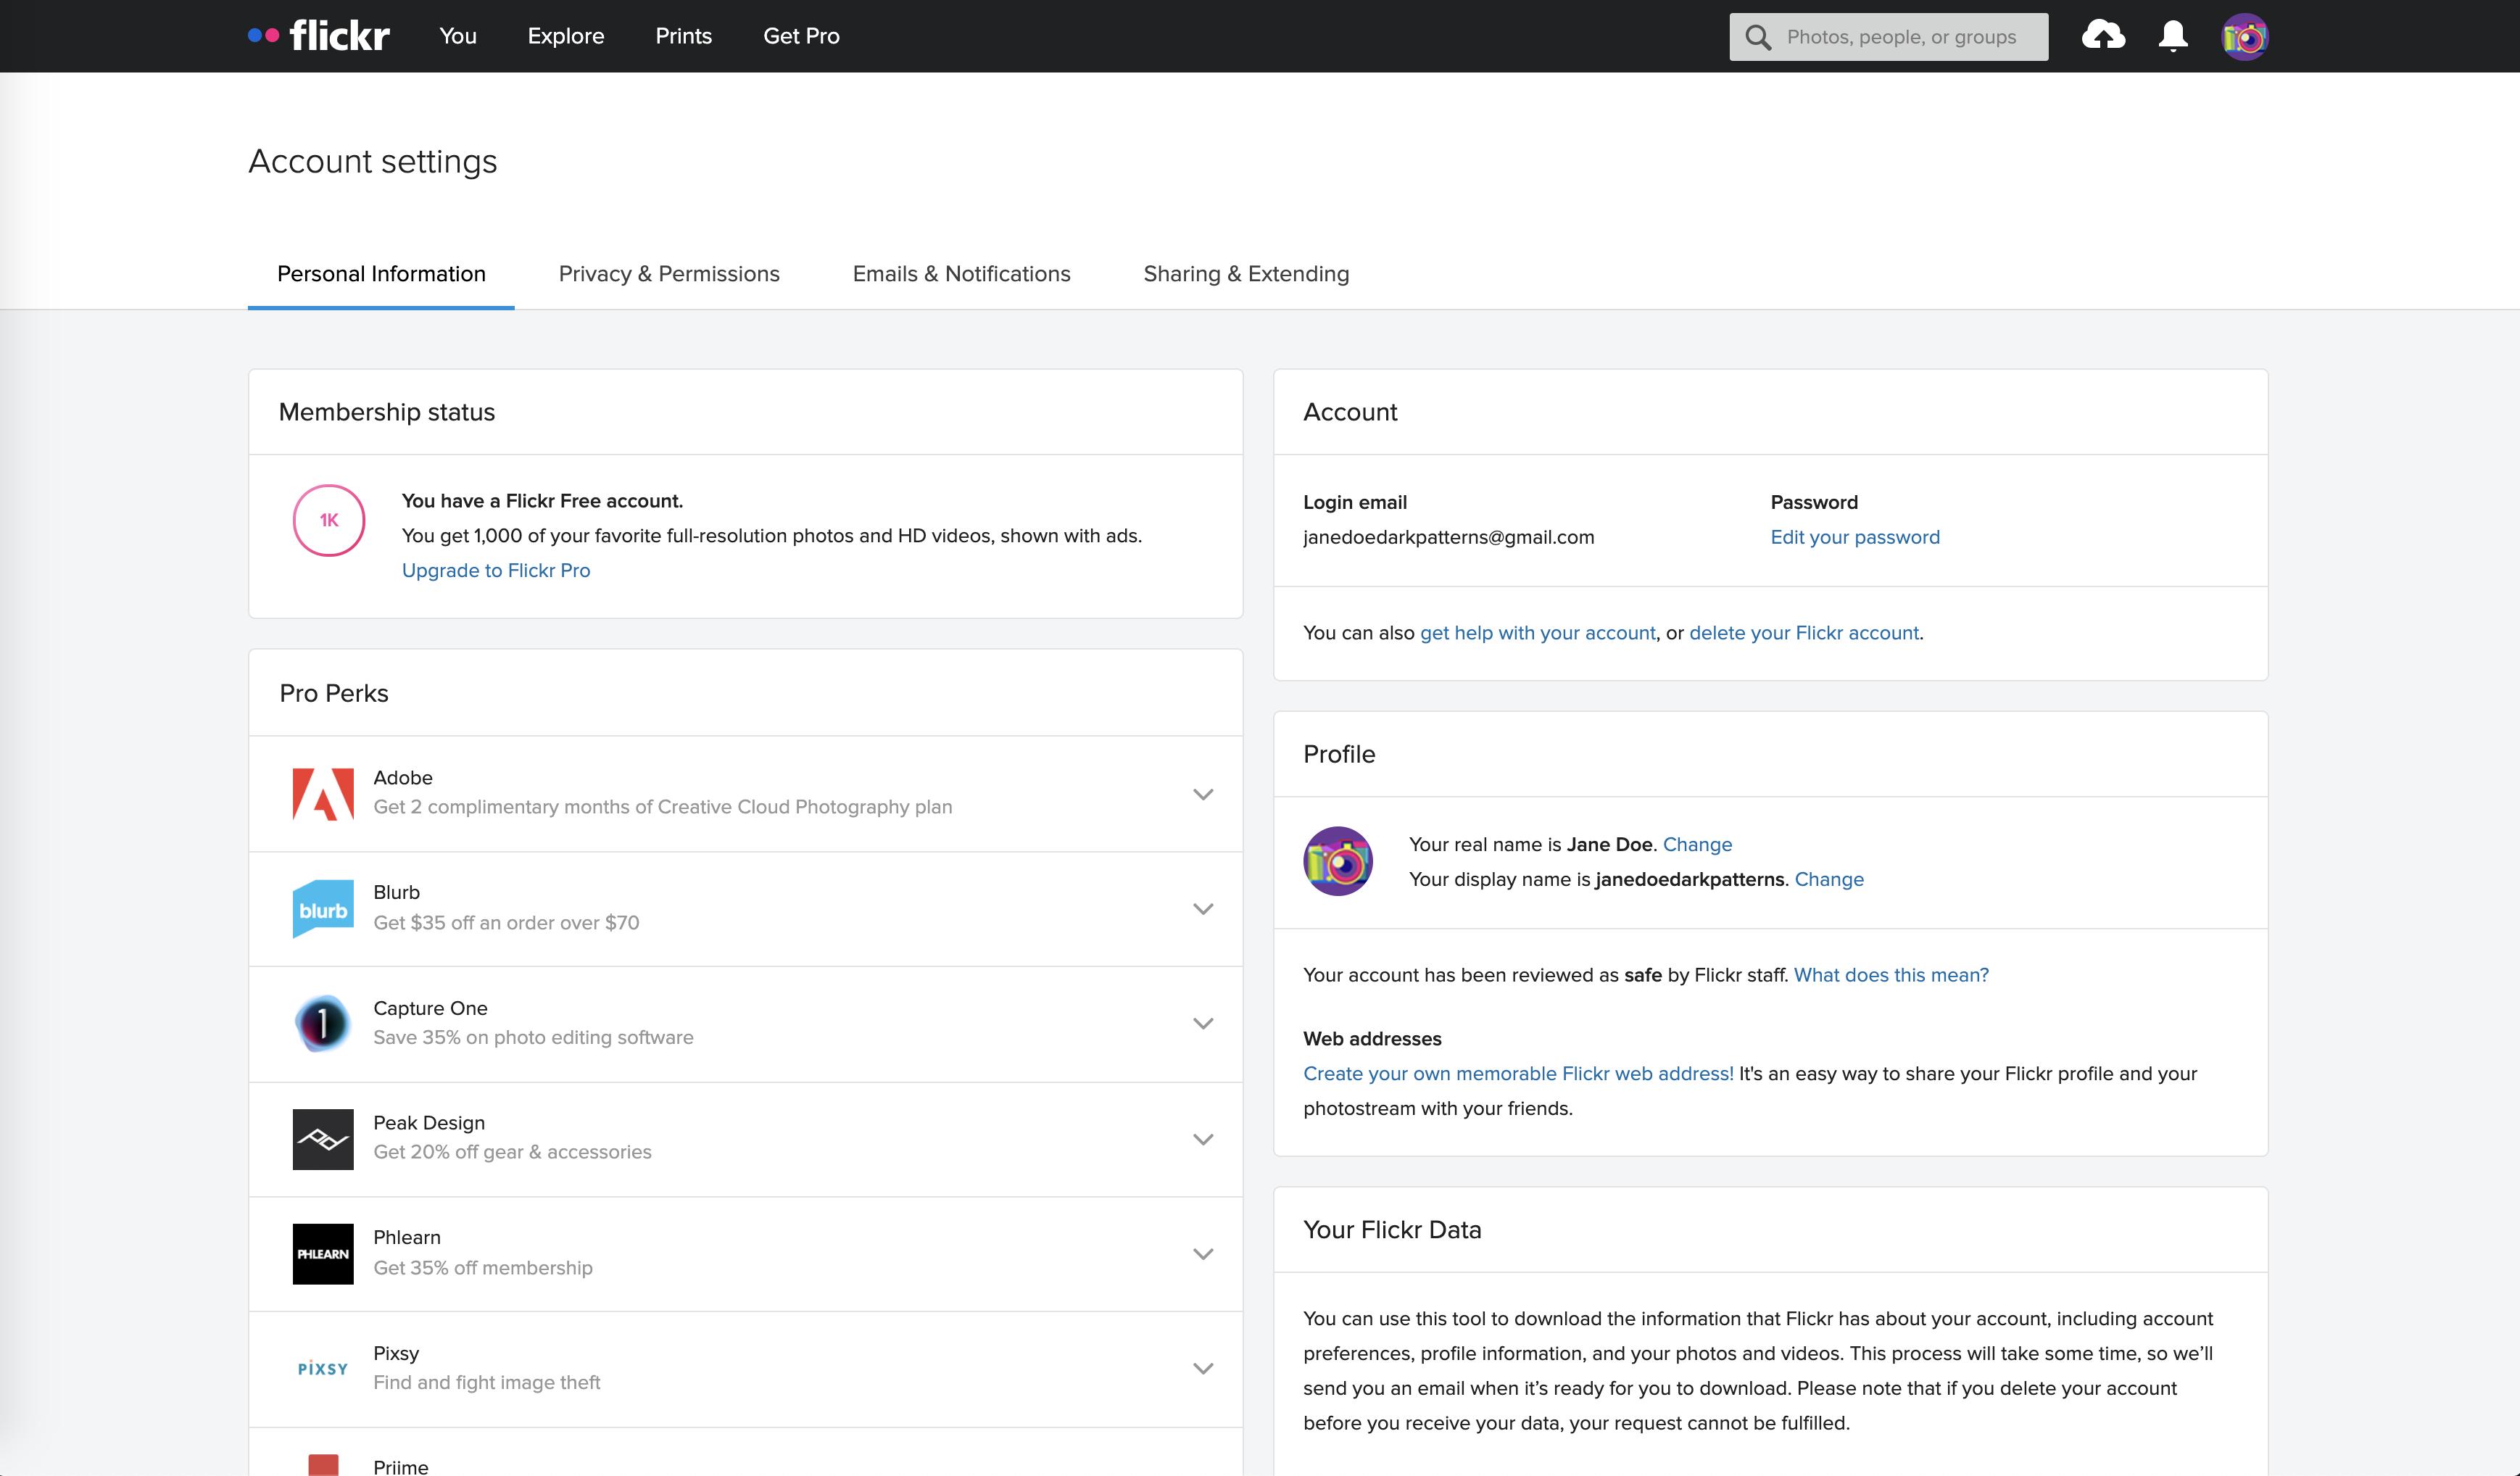 flickr You Explore Prints Get Pro Photos, people, or groups
Account settings
Personal Information Privacy & Permissions Emails & Notifications Sharing & Extending
Membership status
1K
You have a Flickr Free account.
You get 1,000 of your favorite full-resolution photos and HD videos, shown with ads.
Upgrade to Flickr Pro
Pro Perks
Adobe
Get 2 complimentary months of Creative Cloud Photography plan
blurb
Blurb
Get $35 off an order over $70
1
Capture One
Save 35% on photo editing software
Peak Design
Get 20% off gear & accessories
PHLEARN
Phlearn
Get 35% off membership
PIXSY
Pixsy
Find and fight image theft
Priime
Account
Login email Password
janedoedarkpatterns@gmail.com Edit your password
You can also get help with your account, or delete your Flickr account.
Profile
Your real name is Jane Doe. Change
Your display name is janedoedarkpatterns. Change
Your account has been reviewed as safe by Flickr staff. What does this mean?
Web addresses
Create your own memorable Flickr web address! It's an easy way to share your Flickr profile and your
photostream with your friends.
Your Flickr Data
You can use this tool to download the information that Flickr has about your account, including account
preferences, profile information, and your photos and videos. This process will take some time, so we’ll
send you an email when it’s ready for you to download. Please note that if you delete your account
before you receive your data, your request cannot be fulfilled.